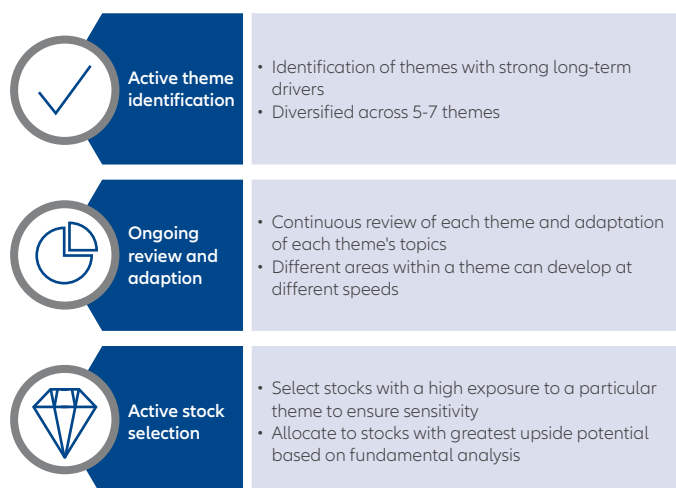 Active theme
identification
• Identification of themes with strong long-term
drivers
• Diversified across 5-7 themes
Ongoing
review and
adaption
• Continuous review of each theme and adaptation
of each theme's topics
• Different areas within a theme can develop at
different speeds
Active stock
selection
• Select stocks with a high exposure to a particular
theme to ensure sensitivity
• Allocate to stocks with greatest upside potential
based on fundamental analysis